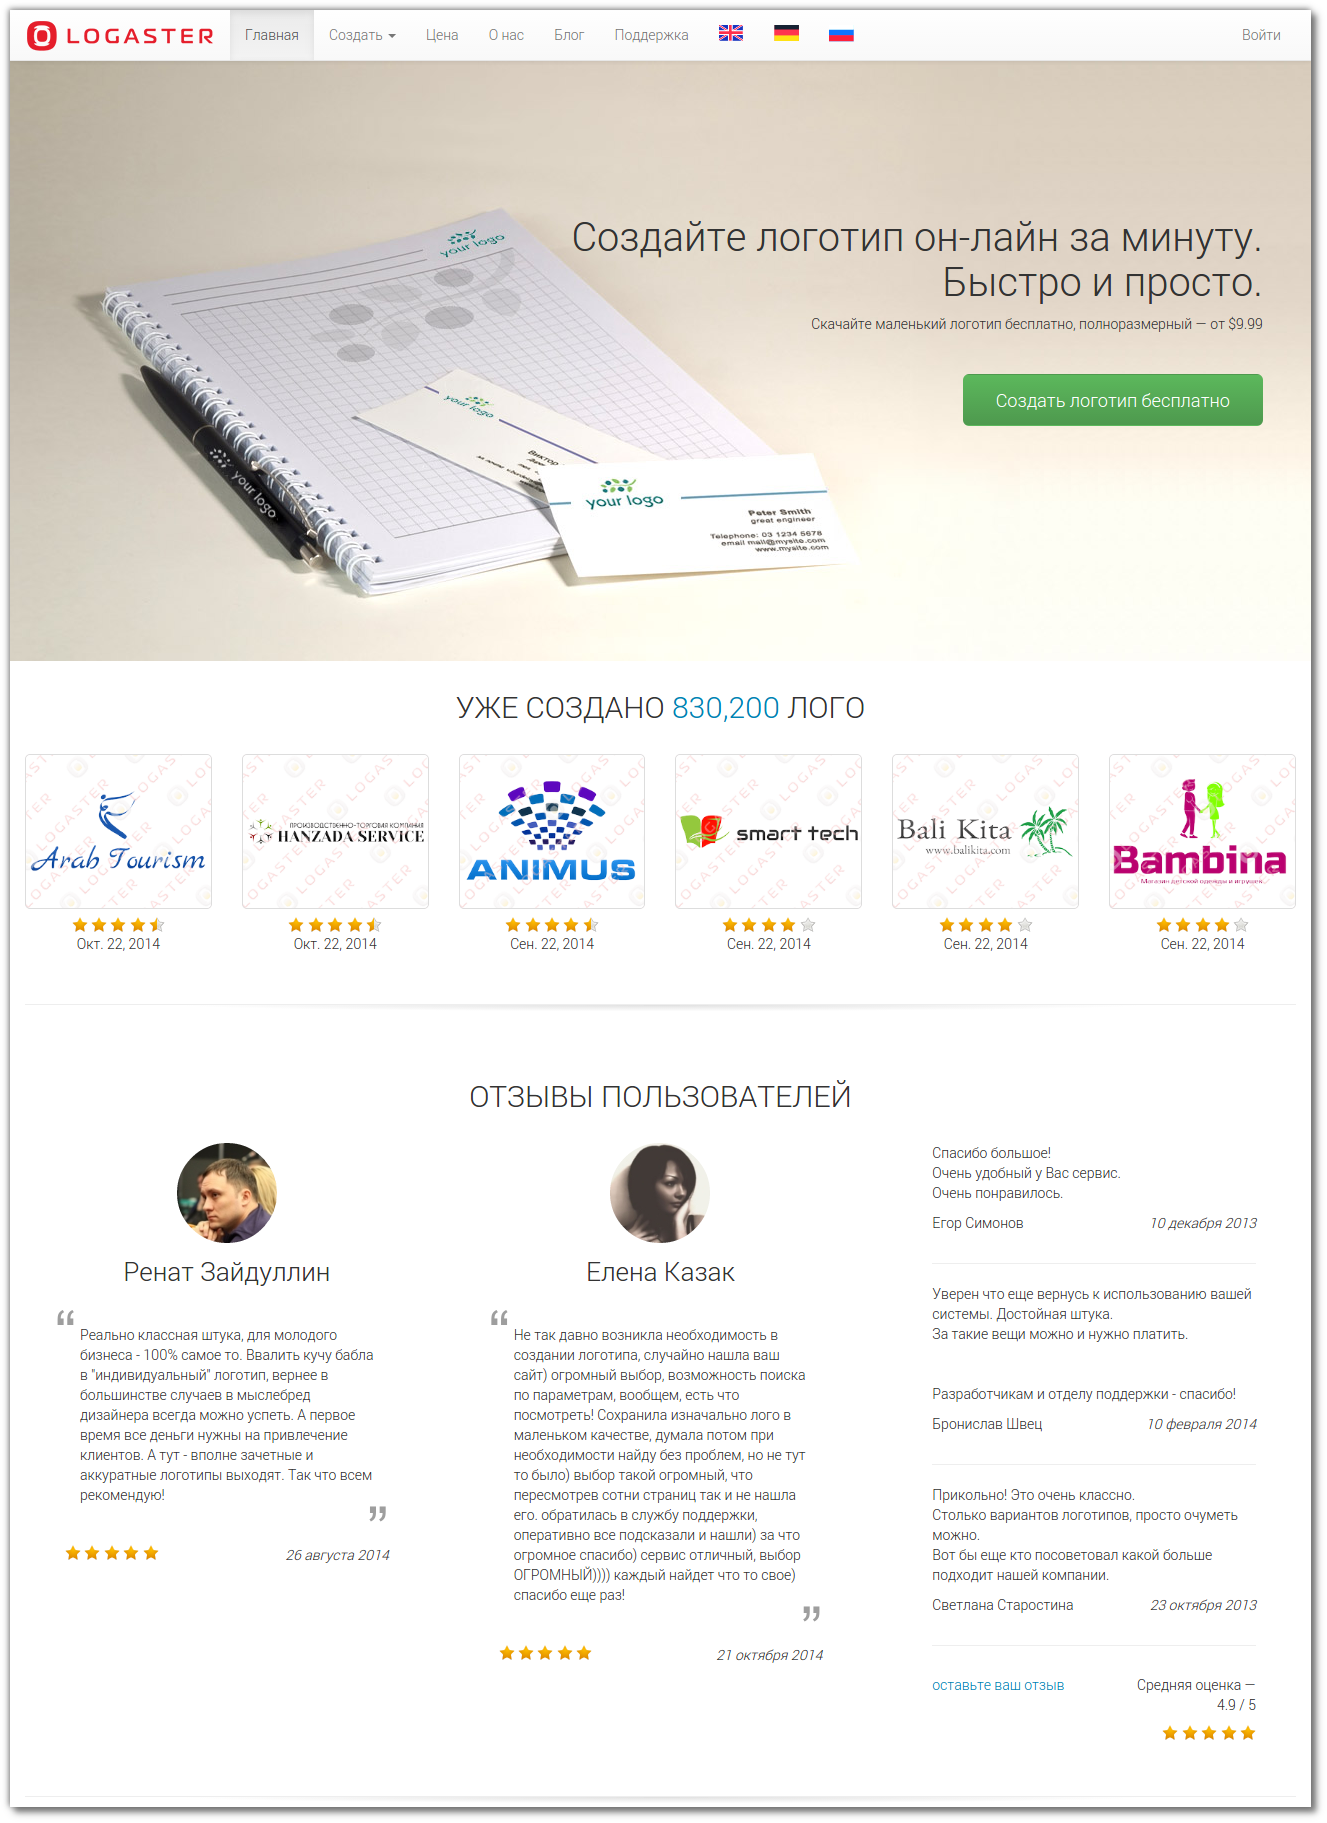 LOGASTER
Главная
Создать
Цена
О нас
Блог
Поддержка
Войти
Создайте логотип он-лайн за минуту.
Быстро и просто.
Скачайте маленький логотип бесплатно, полноразмерный — от $9.99
Создать логотип бесплатно
your logo
your logo
your logo
your logo
Peter Smith
great engineer
Telephone: 03 1234 5678
email mail@mysite.com
www.mysite.com
УЖЕ СОЗДАНО 830,200 ЛОГО
Arab Tourism
Окт. 22, 2014
ПРОИЗВОДСТВЕННО-ТОРГОВАЯ КОМПАНИЯ
HANZADA SERVICE
Окт. 22, 2014
ANIMUS
Сен. 22, 2014
smart tech
Сен. 22, 2014
Bali Kita
www.balikita.com
Сен. 22, 2014
Bambina
Магазин детской одежды и игрушек..
Сен. 22, 2014
ОТЗЫВЫ ПОЛЬЗОВАТЕЛЕЙ
Ренат Зайдуллин
“
Реально классная штука, для молодого
бизнеса - 100% самое то. Ввалить кучу бабла
в "индивидуальный" логотип, вернее в
большинстве случаев в мыслебред
дизайнера всегда можно успеть. А первое
время все деньги нужны на привлечение
клиентов. А тут - вполне зачетные и
аккуратные логотипы выходят. Так что всем
рекомендую!
”
26 августа 2014
Елена Казак
“
Не так давно возникла необходимость в
создании логотипа, случайно нашла ваш
сайт) огромный выбор, возможность поиска
по параметрам, вообщем, есть что
посмотреть! Сохранила изначально лого в
маленьком качестве, думала потом при
необходимости найду без проблем, но не тут
то было) выбор такой огромный, что
пересмотрев сотни страниц так и не нашла
его. обратилась в службу поддержки,
оперативно все подсказали и нашли) за что
огромное спасибо) сервис отличный, выбор
ОГРОМНЫЙ)))) каждый найдет что то свое)
спасибо еще раз!
”
21 октября 2014
Спасибо большое!
Очень удобный у Вас сервис.
Очень понравилось.
Егор Симонов
10 декабря 2013
Уверен что еще вернусь к использованию вашей
системы. Достойная штука.
За такие вещи можно и нужно платить.
Разработчикам и отделу поддержки - спасибо!
Бронислав Швец
10 февраля 2014
Прикольно! Это очень классно.
Столько вариантов логотипов, просто очуметь
можно.
Вот бы еще кто посоветовал какой больше
подходит нашей компании.
Светлана Старостина
23 октября 2013
оставьте ваш отзыв
Средняя оценка —
4.9 / 5